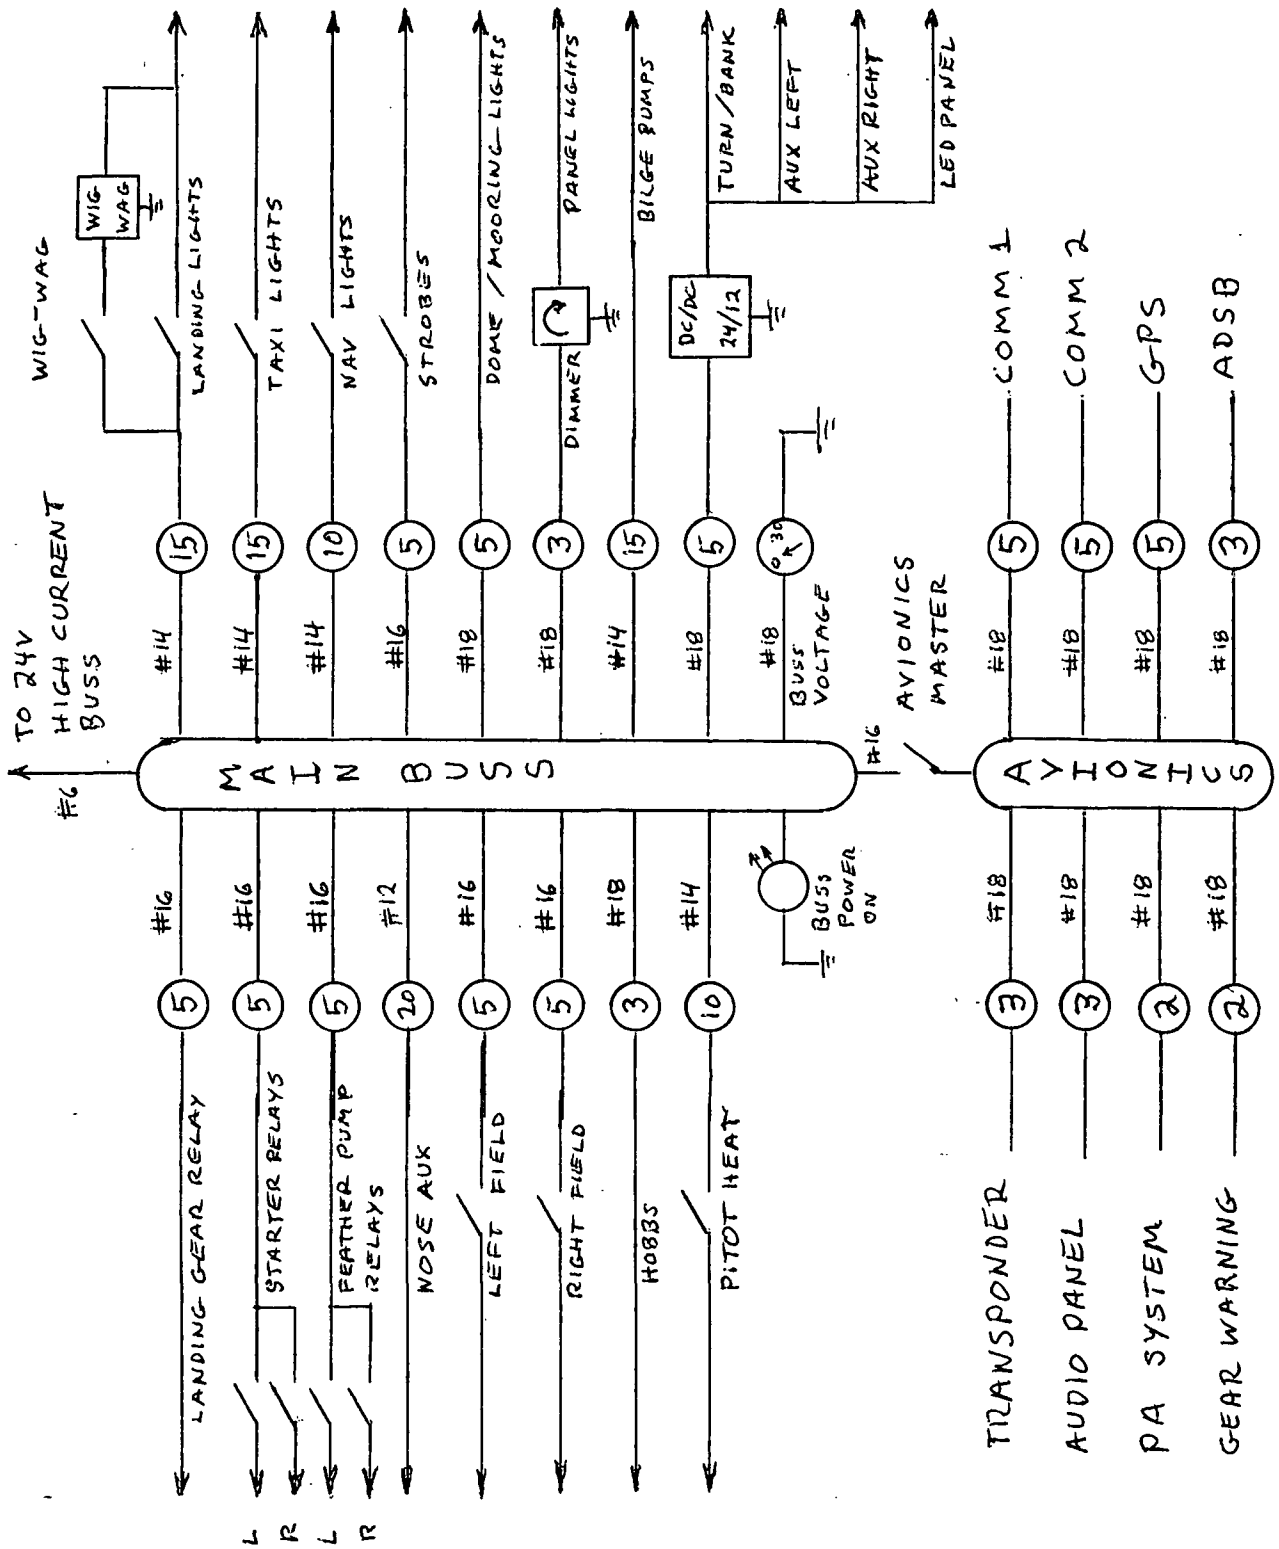 TO 24V
HIGH CURRENT
BUSS
#6
MAIN BUSS
LANDING GEAR RELAY
5
#16
L
R
STARTER RELAYS
5
#16
L
R
FEATHER PUMP
RELAYS
5
#16
NOSE AUX
20
#12
LEFT FIELD
5
#16
RIGHT FIELD
5
#16
HOBBS
3
#18
PITOT HEAT
10
#14
BUSS
POWER
ON
WIG-WAG
WIG
WAG
#14
15
LANDING LIGHTS
#14
15
TAXI LIGHTS
#14
10
NAV LIGHTS
#16
5
STROBES
#18
5
DOME/MOORING LIGHTS
#18
3
DIMMER
PANEL LIGHTS
#14
15
BILGE PUMPS
#18
5
DC/DC
24/12
TURN/BANK
AUX LEFT
AUX RIGHT
LED PANEL
#18
0 30
BUSS
VOLTAGE
#16
AVIONICS
MASTER
AVIONICS
TRANSPONDER
3
#18
#18
5
COMM 1
AUDIO PANEL
3
#18
#18
5
COMM 2
PA SYSTEM
2
#18
#18
5
GPS
GEAR WARNING
2
#18
#18
3
ADSB